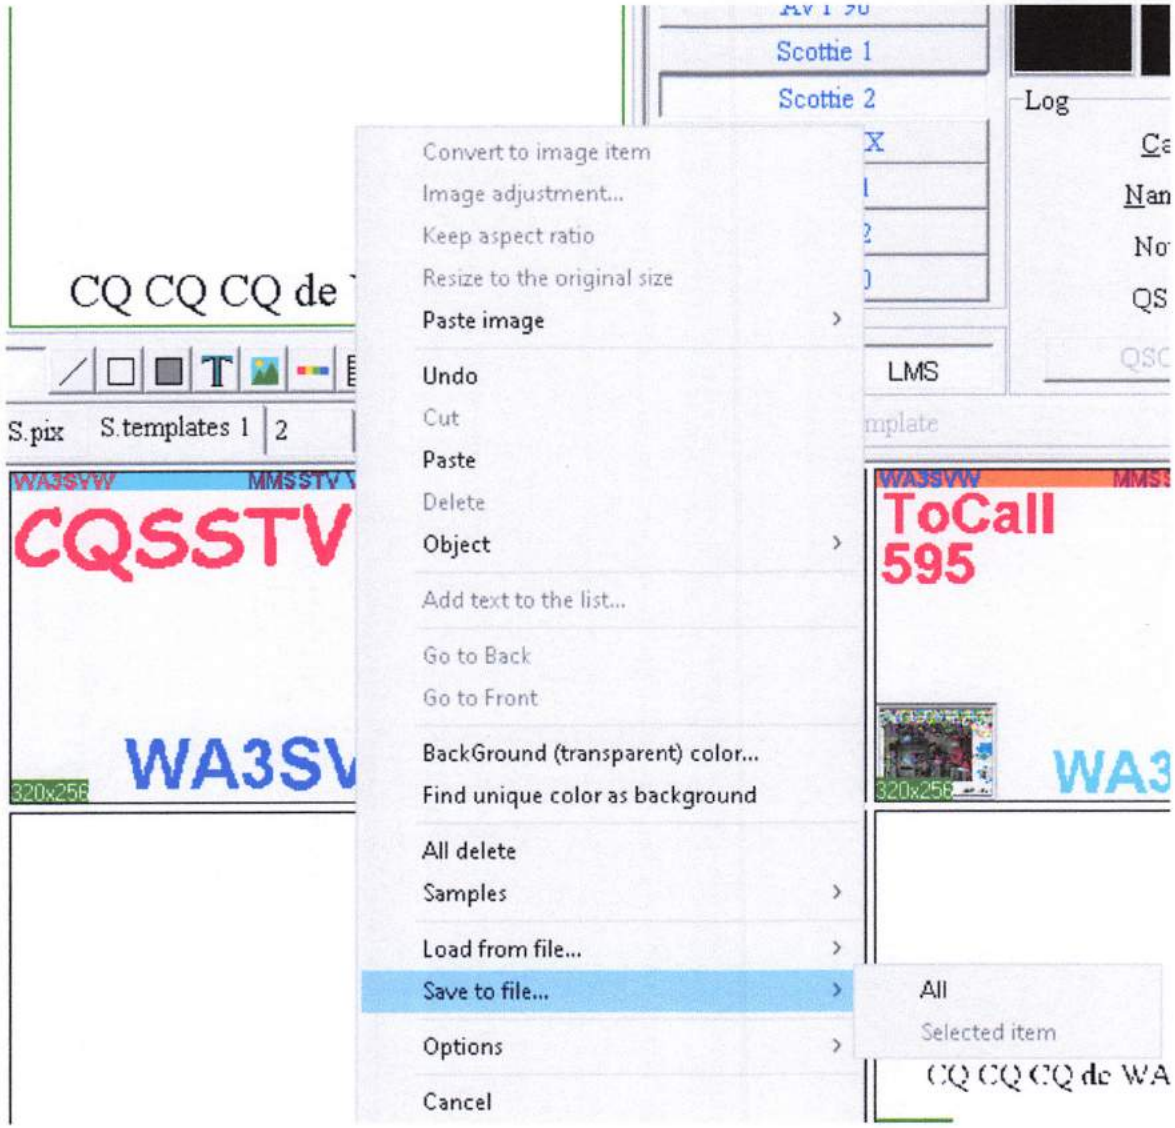 Scottie 1
Scottie 2
Log
X
CQ CQ CQ de
Convert to image item
Image adjustment...
Keep aspect ratio
Resize to the original size
Paste image
Undo
Cut
Paste
Delete
Object
Add text to the list...
Go to Back
Go to Front
BackGround (transparent) color...
Find unique color as background
All delete
Samples
Load from file...
Save to file...
Options
Cancel
All
Selected item
LMS
T
S.pix
S.templates 1
2
WA3SVW MMSSTV
CQSSTV
WA3SV
320x256
WA3SVW MMSS
ToCall
595
320x256
WA3
CQ CQ CQ de WA